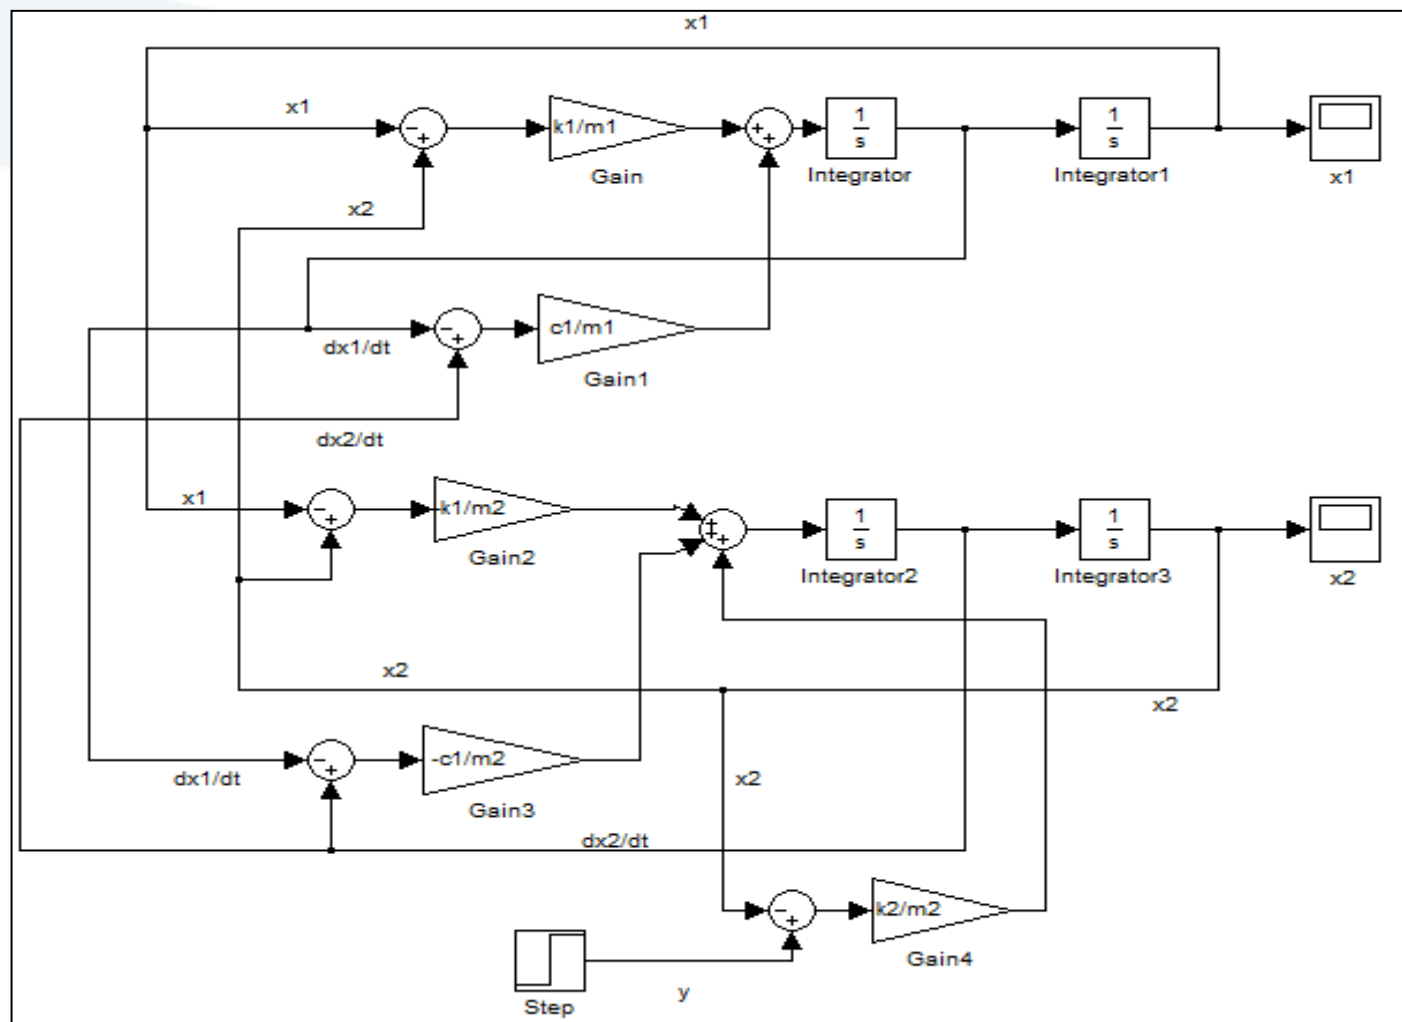 x1
x1
- +
k1/m1
+ +
1
s
1
s
Gain
Integrator
Integrator1
x1
x2
- +
c1/m1
dx1/dt
Gain1
dx2/dt
x1
- +
k1/m2
+ + +
1
s
1
s
Gain2
Integrator2
Integrator3
x2
x2
x2
- +
-c1/m2
dx1/dt
x2
Gain3
dx2/dt
- +
k2/m2
Gain4
y
Step